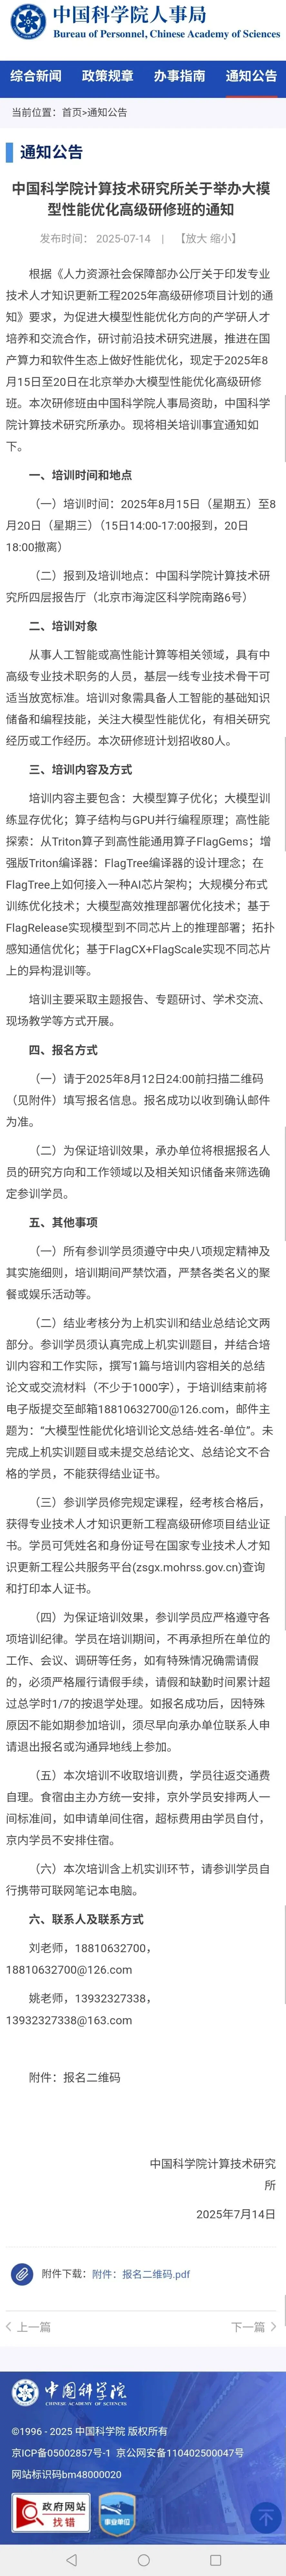 中国科学院人事局
Bureau of Personnel, Chinese Academy of Sciences
综合新闻 政策规章 办事指南 通知公告
当前位置：首页>通知公告
通知公告
中国科学院计算技术研究所关于举办大模
型性能优化高级研修班的通知
发布时间： 2025-07-14 | 【放大 缩小】
根据《人力资源社会保障部办公厅关于印发专业
技术人才知识更新工程2025年高级研修项目计划的通
知》要求，为促进大模型性能优化方向的产学研人才
培养和交流合作，研讨前沿技术研究进展，推进在国
产算力和软件生态上做好性能优化，现定于2025年8
月15日至20日在北京举办大模型性能优化高级研修
班。本次研修班由中国科学院人事局资助，中国科学
院计算技术研究所承办。现将相关培训事宜通知如
下。
一、培训时间和地点
（一）培训时间：2025年8月15日（星期五）至8
月20日（星期三）（15日14:00-17:00报到，20日
18:00撤离）
（二）报到及培训地点：中国科学院计算技术研
究所四层报告厅（北京市海淀区科学院南路6号）
二、培训对象
从事人工智能或高性能计算等相关领域，具有中
高级专业技术职务的人员，基层一线专业技术骨干可
适当放宽标准。培训对象需具备人工智能的基础知识
储备和编程技能，关注大模型性能优化，有相关研究
经历或工作经历。本次研修班计划招收80人。
三、培训内容及方式
培训内容主要包含：大模型算子优化；大模型训
练显存优化；算子结构与GPU并行编程原理；高性能
探索：从Triton算子到高性能通用算子FlagGems；增
强版Triton编译器：FlagTree编译器的设计理念；在
FlagTree上如何接入一种AI芯片架构；大规模分布式
训练优化技术；大模型高效推理部署优化技术；基于
FlagRelease实现模型到不同芯片上的推理部署；拓扑
感知通信优化；基于FlagCX+FlagScale实现不同芯片
上的异构混训等。
培训主要采取主题报告、专题研讨、学术交流、
现场教学等方式开展。
四、报名方式
（一）请于2025年8月12日24:00前扫描二维码
（见附件）填写报名信息。报名成功以收到确认邮件
为准。
（二）为保证培训效果，承办单位将根据报名人
员的研究方向和工作领域以及相关知识储备来筛选确
定参训学员。
五、其他事项
（一）所有参训学员须遵守中央八项规定精神及
其实施细则，培训期间严禁饮酒，严禁各类名义的聚
餐或娱乐活动等。
（二）结业考核分为上机实训和结业总结论文两
部分。参训学员须认真完成上机实训题目，并结合培
训内容和工作实际，撰写1篇与培训内容相关的总结
论文或交流材料（不少于1000字），于培训结束前将
电子版提交至邮箱18810632700@126.com，邮件主
题为：“大模型性能优化培训论文总结-姓名-单位”。未
完成上机实训题目或未提交总结论文、总结论文不合
格的学员，不能获得结业证书。
（三）参训学员修完规定课程，经考核合格后，
获得专业技术人才知识更新工程高级研修项目结业证
书。学员可凭姓名和身份证号在国家专业技术人才知
识更新工程公共服务平台(zsgx.mohrss.gov.cn)查询
和打印本人证书。
（四）为保证培训效果，参训学员应严格遵守各
项培训纪律。学员在培训期间，不再承担所在单位的
工作、会议、调研等任务，如有特殊情况确需请假
的，必须严格履行请假手续，请假和缺勤时间累计超
过总学时1/7的按退学处理。如报名成功后，因特殊
原因不能如期参加培训，须尽早向承办单位联系人申
请退出报名或沟通异地线上参加。
（五）本次培训不收取培训费，学员往返交通费
自理。食宿由主办方统一安排，京外学员安排两人一
间标准间，如申请单间住宿，超标费用由学员自付，
京内学员不安排住宿。
（六）本次培训含上机实训环节，请参训学员自
行携带可联网笔记本电脑。
六、联系人及联系方式
刘老师，18810632700，
18810632700@126.com
姚老师，13932327338，
13932327338@163.com
附件：报名二维码
中国科学院计算技术研究
所
2025年7月14日
附件下载： 附件：报名二维码.pdf
上一篇 下一篇
中国科学院
CHINESE ACADEMY OF SCIENCES
©1996 - 2025 中国科学院 版权所有
京ICP备05002857号-1 京公网安备110402500047号
网站标识码bm48000020
政府网站
找错
事业单位